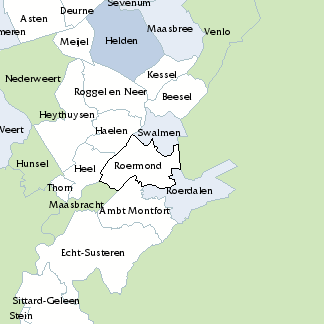 Sevenum
Deurne
Asten
Maasbree
Venlo
meren
Meijel
Helden
Kessel
Nederweert
Roggel en Neer
Beesel
Heythuysen
Haelen
Swalmen
Weert
Hunsel
Heel
Roermond
Thorn
Roerdalen
Maasbracht
Ambt Montfort
Echt-Susteren
Sittard-Geleen
Stein